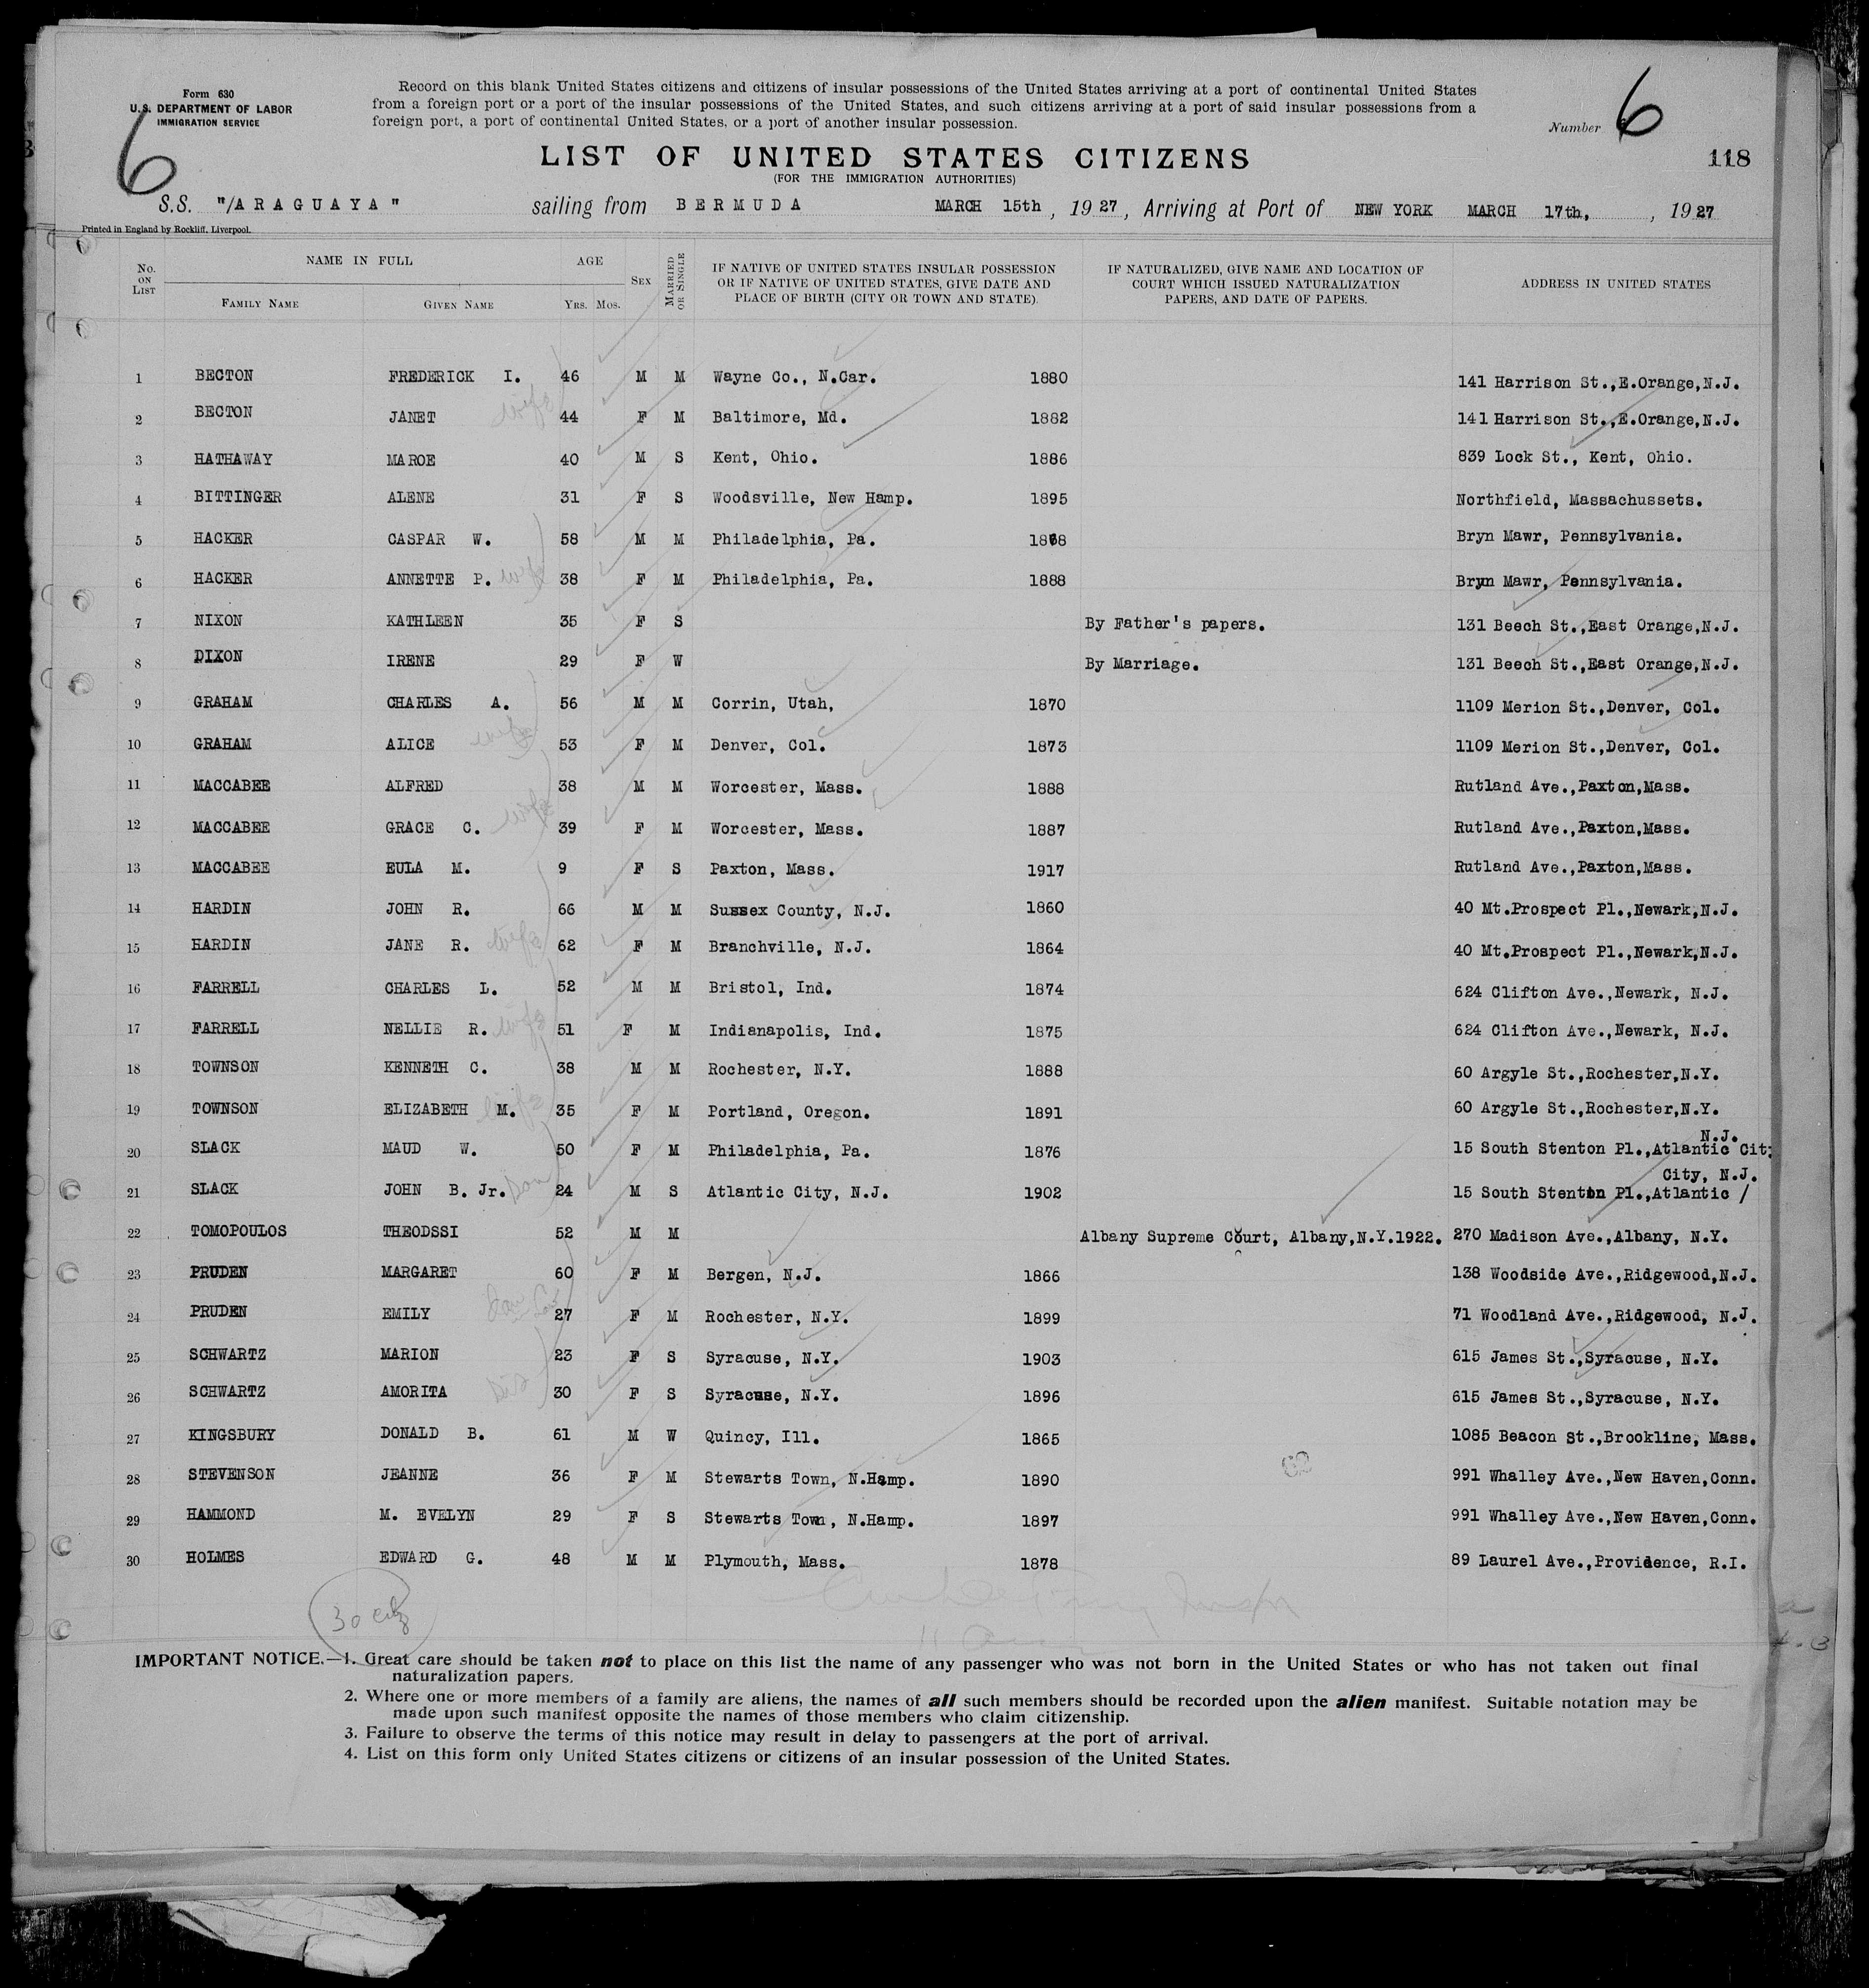 Form 630
U.S. DEPARTMENT OF LABOR
IMMIGRATION SERVICE
Record on this blank United States citizens and citizens of insular possessions of the United States arriving at a port of continental United States
from a foreign port or a port of the insular possessions of the United States, and such citizens arriving at a port of said insular possessions from a
foreign port, a port of continental United States, or a port of another insular possession.
Number 6
6
118
LIST OF UNITED STATES CITIZENS
(FOR THE IMMIGRATION AUTHORITIES)
S.S. "/ARAGUAYA" sailing from BERMUDA MARCH 15th, 1927, Arriving at Port of NEW YORK MARCH 17th, , 1927
Printed in England by Rockliff, Liverpool.
No. ON LIST NAME IN FULL FAMILY NAME GIVEN NAME AGE YRS. MOS. SEX MARRIED OR SINGLE IF NATIVE OF UNITED STATES INSULAR POSSESSION OR IF NATIVE OF UNITED STATES, GIVE DATE AND PLACE OF BIRTH (CITY OR TOWN AND STATE). IF NATURALIZED, GIVE NAME AND LOCATION OF COURT WHICH ISSUED NATURALIZATION PAPERS, AND DATE OF PAPERS. ADDRESS IN UNITED STATES
1 BECTON FREDERICK I. 46 M M Wayne Co., N.Car. 1880 141 Harrison St.,E.Orange,N.J.
2 BECTON JANET wife 44 F M Baltimore, Md. 1882 141 Harrison St.,E.Orange,N.J.
3 HATHAWAY MAROE 40 M S Kent, Ohio. 1886 839 Lock St., Kent, Ohio.
4 BITTINGER ALENE 31 F S Woodsville, New Hamp. 1895 Northfield, Massachussets.
5 HACKER CASPAR W. 58 M M Philadelphia, Pa. 1868 Bryn Mawr, Pennsylvania.
6 HACKER ANNETTE P. wife 38 F M Philadelphia, Pa. 1888 Bryn Mawr, Pennsylvania.
7 NIXON KATHLEEN 35 F S By Father's papers. 131 Beech St.,East Orange,N.J.
8 DIXON IRENE 29 F W By Marriage. 131 Beech St.,East Orange,N.J.
9 GRAHAM CHARLES A. 56 M M Corrin, Utah, 1870 1109 Merion St.,Denver, Col.
10 GRAHAM ALICE wife 53 F M Denver, Col. 1873 1109 Merion St.,Denver, Col.
11 MACCABEE ALFRED 38 M M Worcester, Mass. 1888 Rutland Ave.,Paxton,Mass.
12 MACCABEE GRACE C. wife 39 F M Worcester, Mass. 1887 Rutland Ave.,Paxton,Mass.
13 MACCABEE EULA M. 9 F S Paxton, Mass. 1917 Rutland Ave.,Paxton,Mass.
14 HARDIN JOHN R. 66 M M Sussex County, N.J. 1860 40 Mt.Prospect Pl.,Newark,N.J.
15 HARDIN JANE R. wife 62 F M Branchville, N.J. 1864 40 Mt.Prospect Pl.,Newark,N.J.
16 FARRELL CHARLES L. 52 M M Bristol, Ind. 1874 624 Clifton Ave.,Newark, N.J.
17 FARRELL NELLIE R. wife 51 F M Indianapolis, Ind. 1875 624 Clifton Ave.,Newark, N.J.
18 TOWNSON KENNETH C. 38 M M Rochester, N.Y. 1888 60 Argyle St.,Rochester,N.Y.
19 TOWNSON ELIZABETH M. wife 35 F M Portland, Oregon. 1891 60 Argyle St.,Rochester,N.Y.
N.J.
20 SLACK MAUD W. 50 F M Philadelphia, Pa. 1876 15 South Stenton Pl.,Atlantic City
City, N.J.
21 SLACK JOHN B. Jr. son 24 M S Atlantic City, N.J. 1902 15 South Stenton Pl.,Atlantic /
22 TOMOPOULOS THEODSSI 52 M M Albany Supreme Court, Albany,N.Y.1922. 270 Madison Ave.,Albany, N.Y.
23 PRUDEN MARGARET 60 F M Bergen, N.J. 1866 138 Woodside Ave.,Ridgewood,N.J.
24 PRUDEN EMILY 27 F M Rochester, N.Y. 1899 71 Woodland Ave.,Ridgewood, N.J.
25 SCHWARTZ MARION 23 F S Syracuse, N.Y. 1903 615 James St.,Syracuse, N.Y.
26 SCHWARTZ AMORITA sis 30 F S Syracuse, N.Y. 1896 615 James St.,Syracuse, N.Y.
27 KINGSBURY DONALD B. 61 M W Quincy, Ill. 1865 1085 Beacon St.,Brookline, Mass.
28 STEVENSON JEANNE 36 F M Stewarts Town, N.Hamp. 1890 991 Whalley Ave.,New Haven,Conn.
29 HAMMOND M. EVELYN 29 F S Stewarts Town, N.Hamp. 1897 991 Whalley Ave.,New Haven,Conn.
30 HOLMES EDWARD G. 48 M M Plymouth, Mass. 1878 89 Laurel Ave.,Providence, R.I.
62
30
IMPORTANT NOTICE.—1. Great care should be taken not to place on this list the name of any passenger who was not born in the United States or who has not taken out final
naturalization papers.
2. Where one or more members of a family are aliens, the names of all such members should be recorded upon the alien manifest. Suitable notation may be
made upon such manifest opposite the names of those members who claim citizenship.
3. Failure to observe the terms of this notice may result in delay to passengers at the port of arrival.
4. List on this form only United States citizens or citizens of an insular possession of the United States.